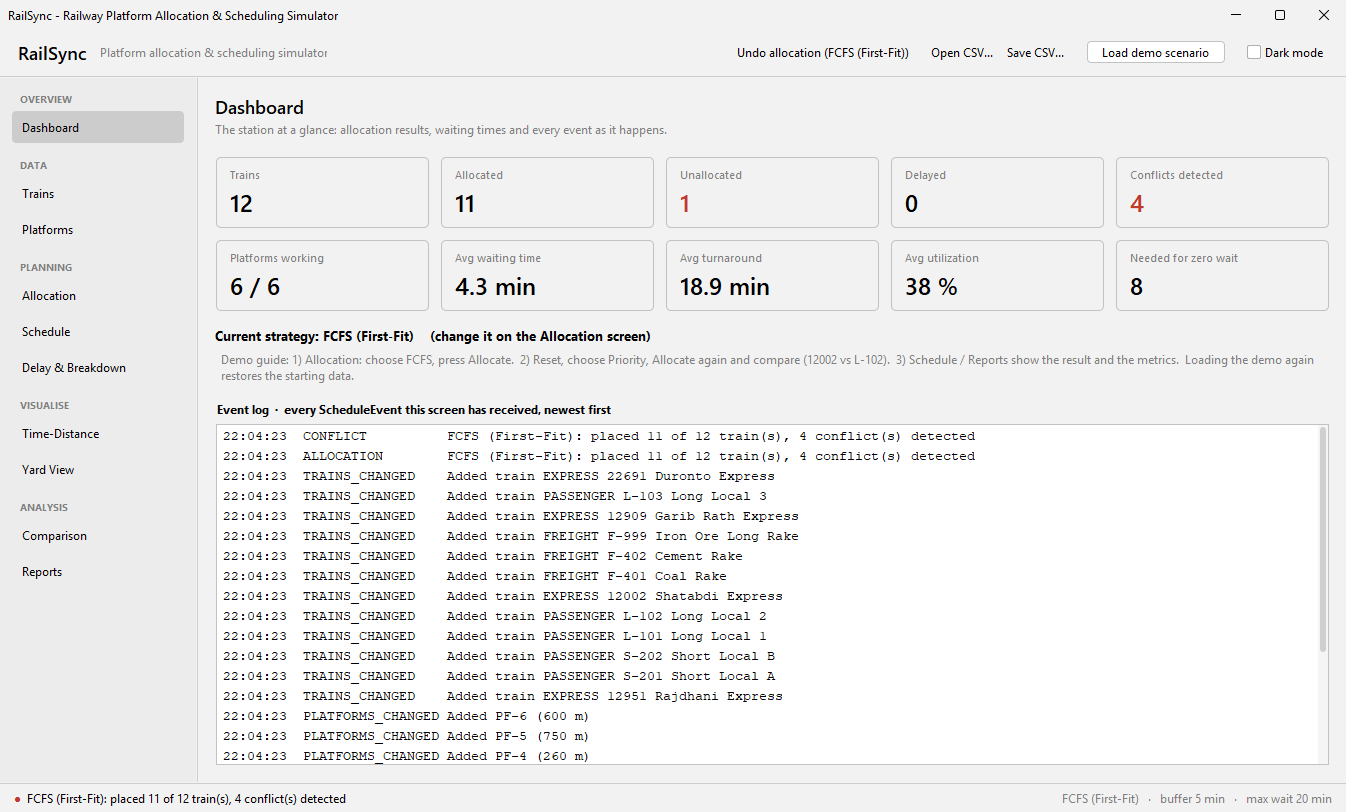 RailSync - Railway Platform Allocation & Scheduling Simulator
RailSync Platform allocation & scheduling simulator
Undo allocation (FCFS (First-Fit)) Open CSV... Save CSV... Load demo scenario Dark mode
OVERVIEW
Dashboard
DATA
Trains
Platforms
PLANNING
Allocation
Schedule
Delay & Breakdown
VISUALISE
Time-Distance
Yard View
ANALYSIS
Comparison
Reports
Dashboard
The station at a glance: allocation results, waiting times and every event as it happens.
Trains
12
Allocated
11
Unallocated
1
Delayed
0
Conflicts detected
4
Platforms working
6 / 6
Avg waiting time
4.3 min
Avg turnaround
18.9 min
Avg utilization
38 %
Needed for zero wait
8
Current strategy: FCFS (First-Fit) (change it on the Allocation screen)
Demo guide: 1) Allocation: choose FCFS, press Allocate. 2) Reset, choose Priority, Allocate again and compare (12002 vs L-102). 3) Schedule / Reports show the result and the metrics. Loading the demo again
restores the starting data.
Event log · every ScheduleEvent this screen has received, newest first
22:04:23 CONFLICT FCFS (First-Fit): placed 11 of 12 train(s), 4 conflict(s) detected
22:04:23 ALLOCATION FCFS (First-Fit): placed 11 of 12 train(s), 4 conflict(s) detected
22:04:23 TRAINS_CHANGED Added train EXPRESS 22691 Duronto Express
22:04:23 TRAINS_CHANGED Added train PASSENGER L-103 Long Local 3
22:04:23 TRAINS_CHANGED Added train EXPRESS 12909 Garib Rath Express
22:04:23 TRAINS_CHANGED Added train FREIGHT F-999 Iron Ore Long Rake
22:04:23 TRAINS_CHANGED Added train FREIGHT F-402 Cement Rake
22:04:23 TRAINS_CHANGED Added train FREIGHT F-401 Coal Rake
22:04:23 TRAINS_CHANGED Added train EXPRESS 12002 Shatabdi Express
22:04:23 TRAINS_CHANGED Added train PASSENGER L-102 Long Local 2
22:04:23 TRAINS_CHANGED Added train PASSENGER L-101 Long Local 1
22:04:23 TRAINS_CHANGED Added train PASSENGER S-202 Short Local B
22:04:23 TRAINS_CHANGED Added train PASSENGER S-201 Short Local A
22:04:23 TRAINS_CHANGED Added train EXPRESS 12951 Rajdhani Express
22:04:23 PLATFORMS_CHANGED Added PF-6 (600 m)
22:04:23 PLATFORMS_CHANGED Added PF-5 (750 m)
22:04:23 PLATFORMS_CHANGED Added PF-4 (260 m)
FCFS (First-Fit): placed 11 of 12 train(s), 4 conflict(s) detected
FCFS (First-Fit) · buffer 5 min · max wait 20 min